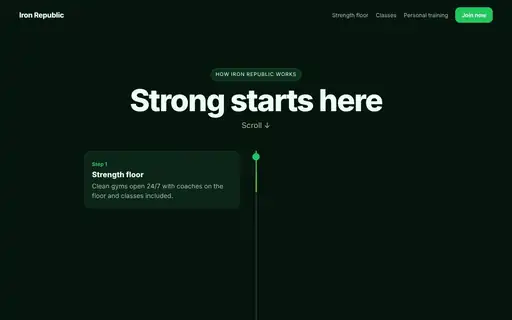 Iron Republic
Strength floor
Classes
Personal training
Join now
HOW IRON REPUBLIC WORKS
Strong starts here
Scroll ↓
Step 1
Strength floor
Clean gyms open 24/7 with coaches on the
floor and classes included.